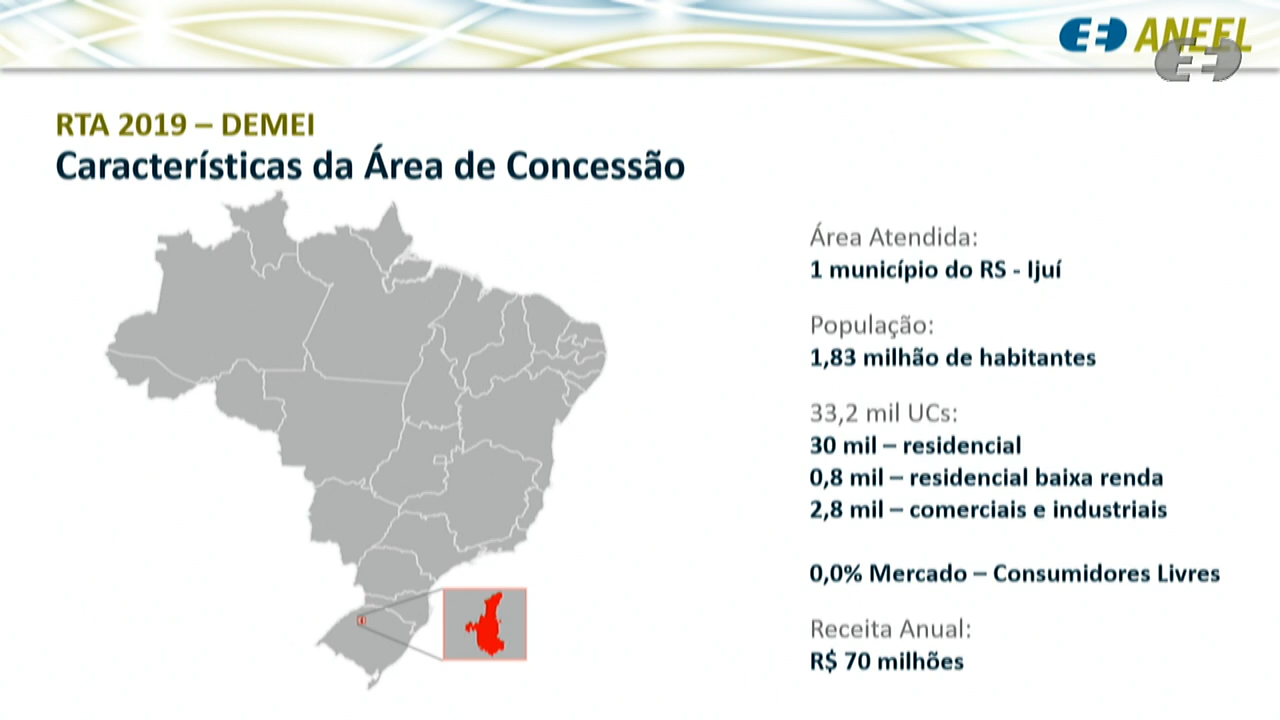 ANEEL
RTA 2019 – DEMEI
Características da Área de Concessão
Área Atendida:
1 município do RS - Ijuí
População:
1,83 milhão de habitantes
33,2 mil UCs:
30 mil – residencial
0,8 mil – residencial baixa renda
2,8 mil – comerciais e industriais
0,0% Mercado – Consumidores Livres
Receita Anual:
R$ 70 milhões